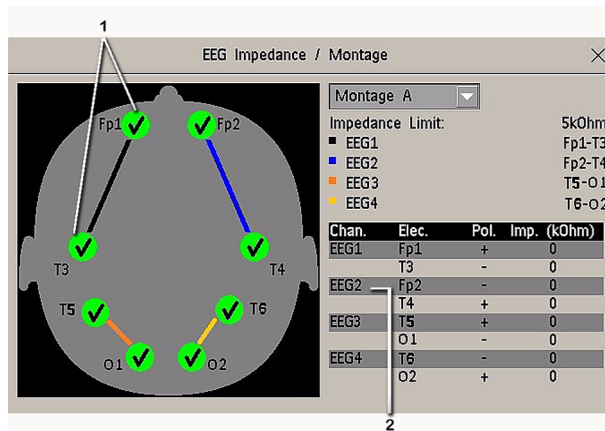 1
EEG Impedance / Montage
Montage A
Impedance Limit: 5kOhm
EEG1 Fp1-T3
EEG2 Fp2-T4
EEG3 T5-O1
EEG4 T6-O2
Chan. Elec. Pol. Imp. (kOhm)
EEG1 Fp1 + 0
T3 - 0
EEG2 Fp2 - 0
T4 + 0
EEG3 T5 + 0
O1 - 0
EEG4 T6 - 0
O2 + 0
Fp1 Fp2
T3 T4
T5 T6
O1 O2
2